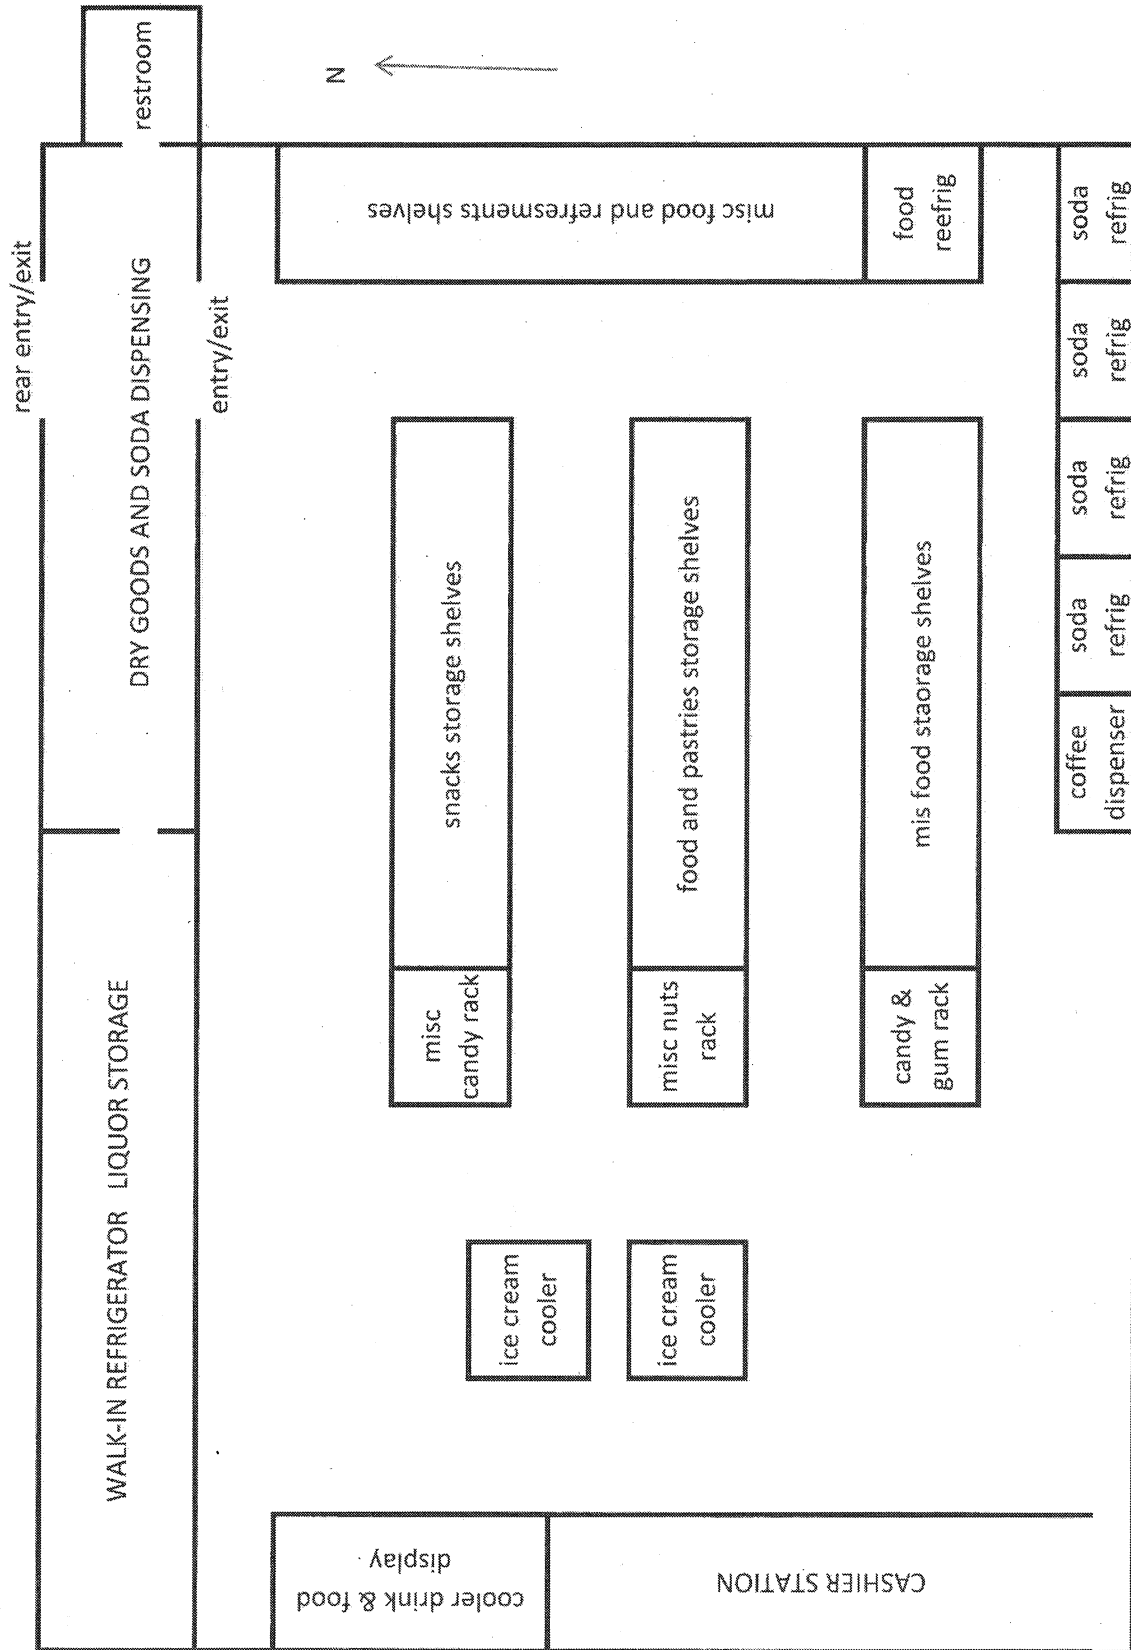 rear entry/exit
restroom
N
DRY GOODS AND SODA DISPENSING
WALK-IN REFRIGERATOR LIQUOR STORAGE
entry/exit
misc food and refresments shelves
food
reefrig
snacks storage shelves
misc
candy rack
food and pastries storage shelves
misc nuts
rack
mis food staorage shelves
candy &
gum rack
ice cream
cooler
ice cream
cooler
cooler drink & food
display
CASHIER STATION
coffee
dispenser
soda
refrig
soda
refrig
soda
refrig
soda
refrig